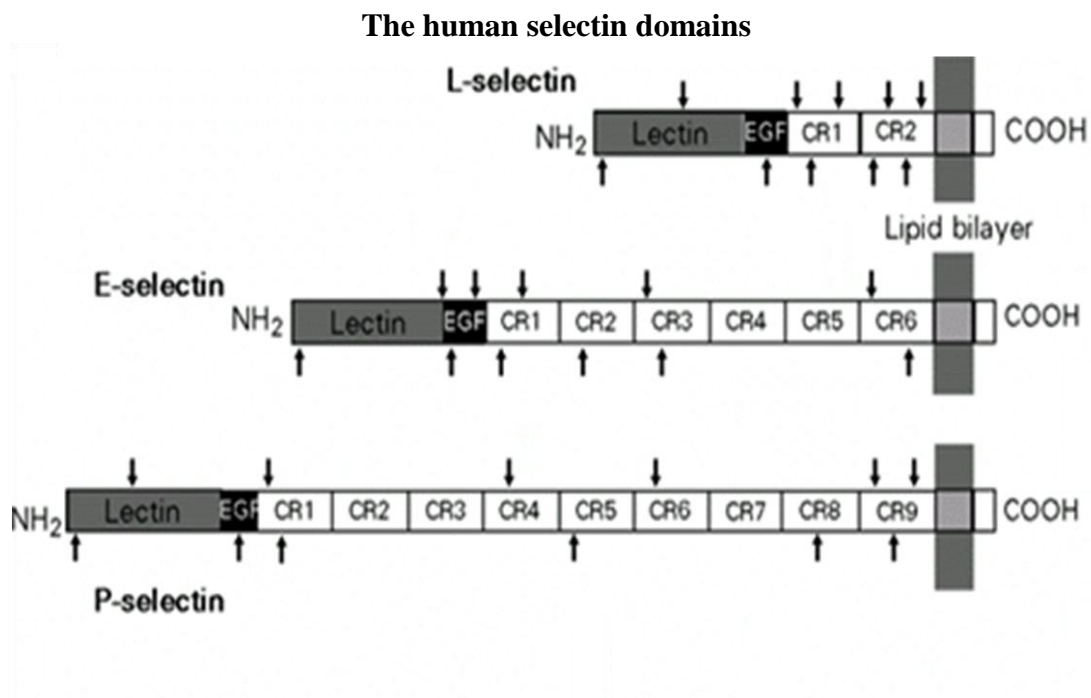 The human selectin domains
L-selectin
NH2 Lectin EGF CR1 CR2 COOH
Lipid bilayer
E-selectin
NH2 Lectin EGF CR1 CR2 CR3 CR4 CR5 CR6 COOH
NH2 Lectin EGF CR1 CR2 CR3 CR4 CR5 CR6 CR7 CR8 CR9 COOH
P-selectin